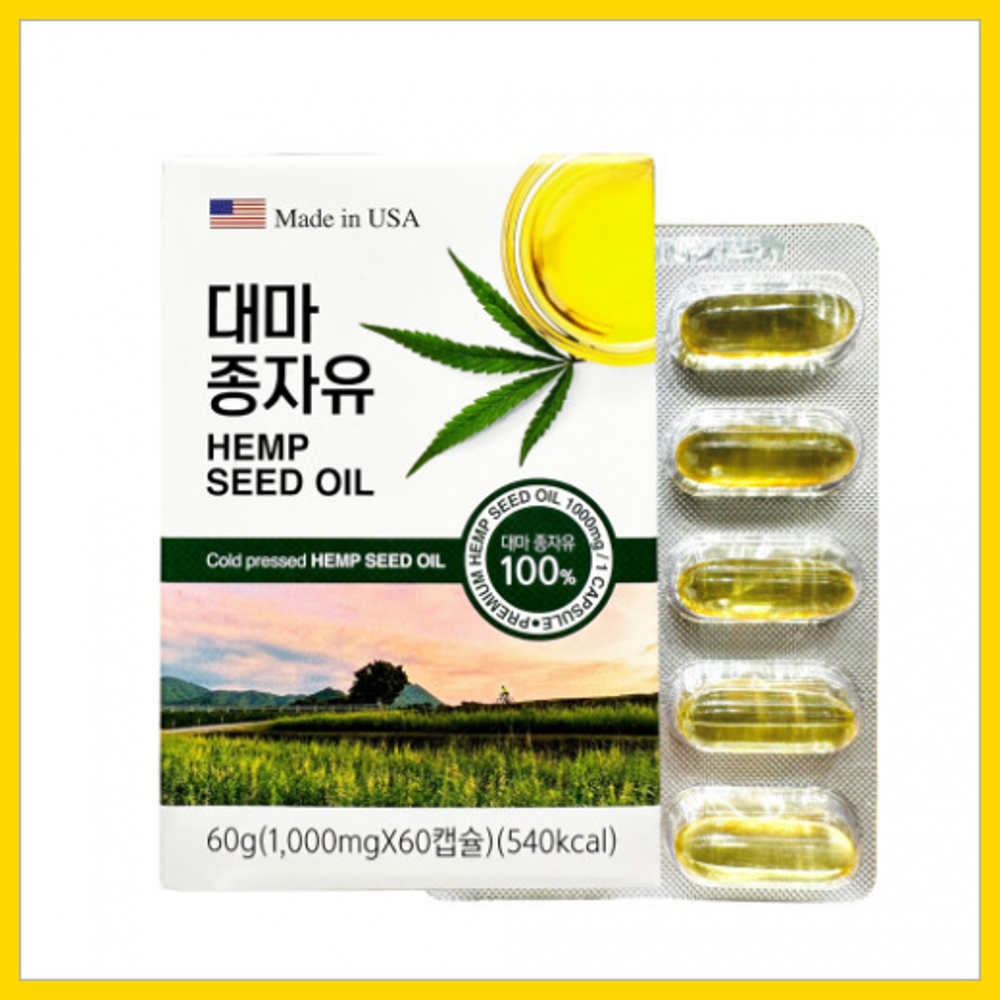 Made in USA
대마
종자유
HEMP
SEED OIL
Cold pressed HEMP SEED OIL
PREMIUM HEMP SEED OIL 1000mg / 1 CAPSULE •
대마 종자유
100%
60g(1,000mgX60캡슐)(540kcal)